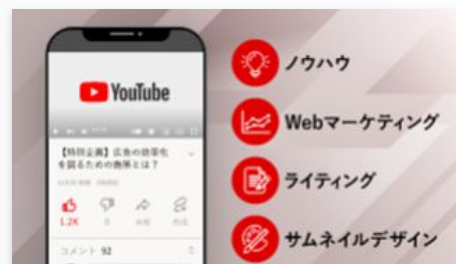 YouTube
【特別企画】広告の効率化
を図るための施策とは？
1.2K
0
共有
コメント 92
ノウハウ
Webマーケティング
ライティング
サムネイルデザイン